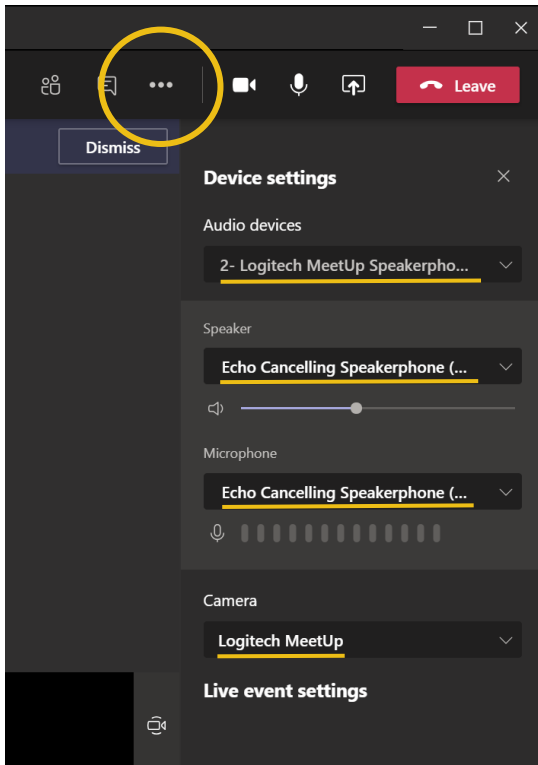 Leave
Dismiss
Device settings
Audio devices
2- Logitech MeetUp Speakerpho...
Speaker
Echo Cancelling Speakerphone (...
Microphone
Echo Cancelling Speakerphone (...
Camera
Logitech MeetUp
Live event settings